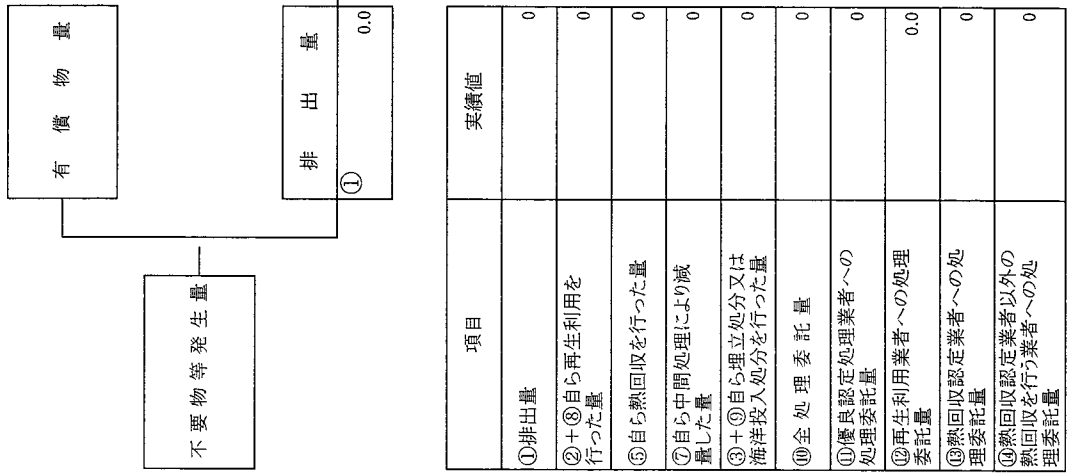 不要物等発生量
有償物量
排出量
①
0.0
項目 実績値
①排出量 0
②+⑧自ら再生利用を
行った量 0
⑤自ら熱回収を行った量 0
⑦自ら中間処理により減
量した量 0
③+⑨自ら埋立処分又は
海洋投入処分を行った量 0
⑩全処理委託量 0
⑪優良認定処理業者への
処理委託量 0
⑫再生利用業者への処理
委託量 0.0
⑬熱回収認定業者への処
理委託量 0
⑭熱回収認定業者以外の
熱回収を行う業者への処
理委託量 0